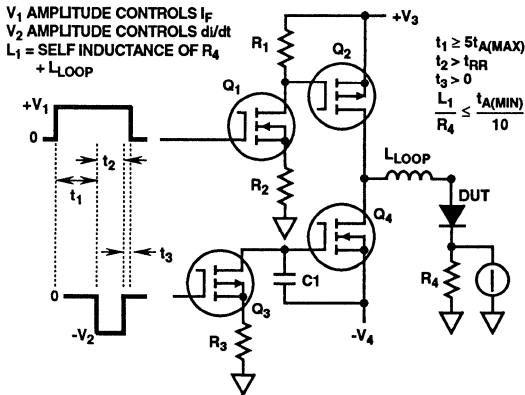 V1 AMPLITUDE CONTROLS IF
V2 AMPLITUDE CONTROLS di/dt
L1 = SELF INDUCTANCE OF R4
+ LLOOP
t1 ≥ 5tA(MAX)
t2 > tRR
t3 > 0
L1/R4 ≤ tA(MIN)/10
+V3
R1
Q2
Q1
+V1
0
t2
t1
t3
R2
LLOOP
DUT
Q4
R4
C1
0
-V2
Q3
R3
-V4